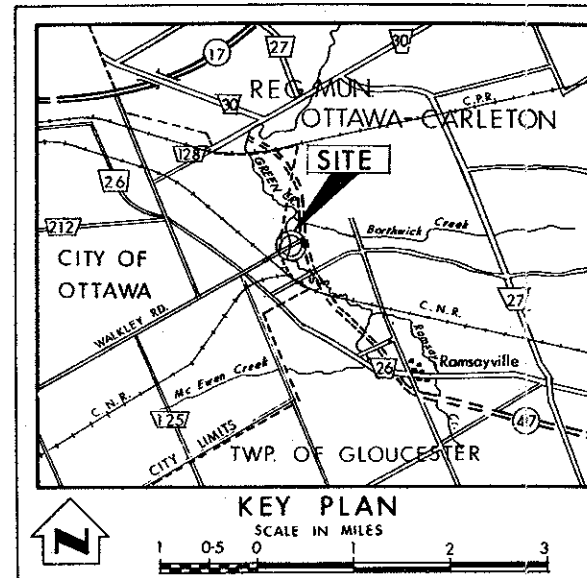 30
27
17
REG. MUN.
30
OTTAWA-CARLETON
C.P.R.
128
GREEN
SITE
26
212
Borthwick Creek
CITY OF
OTTAWA
WALKLEY RD.
C.N.R.
27
Ramsay
Ramsayville
26
Mc Ewen Creek
C.N.R.
125
CITY LIMITS
417
TWP. OF GLOUCESTER
KEY PLAN
SCALE IN MILES
N
1 0·5 0 1 2 3